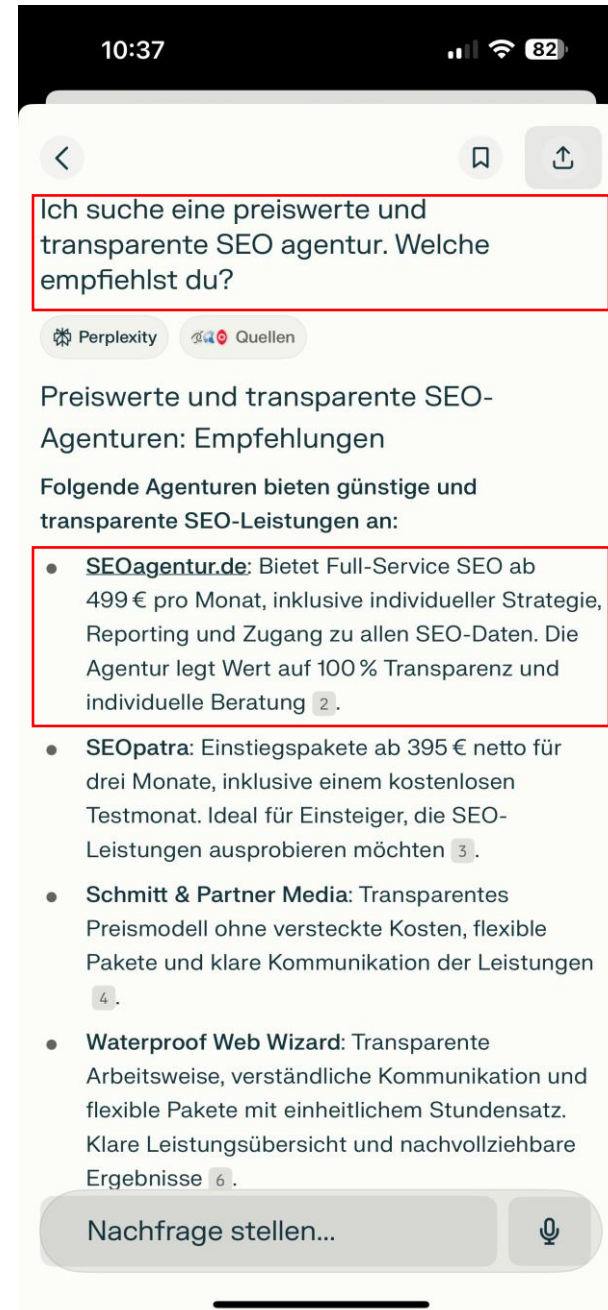 10:37
82
Ich suche eine preiswerte und
transparente SEO agentur. Welche
empfiehlst du?
Perplexity
Quellen
Preiswerte und transparente SEO-
Agenturen: Empfehlungen
Folgende Agenturen bieten günstige und
transparente SEO-Leistungen an:
• SEOagentur.de: Bietet Full-Service SEO ab
499 € pro Monat, inklusive individueller Strategie,
Reporting und Zugang zu allen SEO-Daten. Die
Agentur legt Wert auf 100 % Transparenz und
individuelle Beratung 2.
• SEOpatra: Einstiegspakete ab 395 € netto für
drei Monate, inklusive einem kostenlosen
Testmonat. Ideal für Einsteiger, die SEO-
Leistungen ausprobieren möchten 3.
• Schmitt & Partner Media: Transparentes
Preismodell ohne versteckte Kosten, flexible
Pakete und klare Kommunikation der Leistungen
4.
• Waterproof Web Wizard: Transparente
Arbeitsweise, verständliche Kommunikation und
flexible Pakete mit einheitlichem Stundensatz.
Klare Leistungsübersicht und nachvollziehbare
Ergebnisse 6.
Nachfrage stellen...